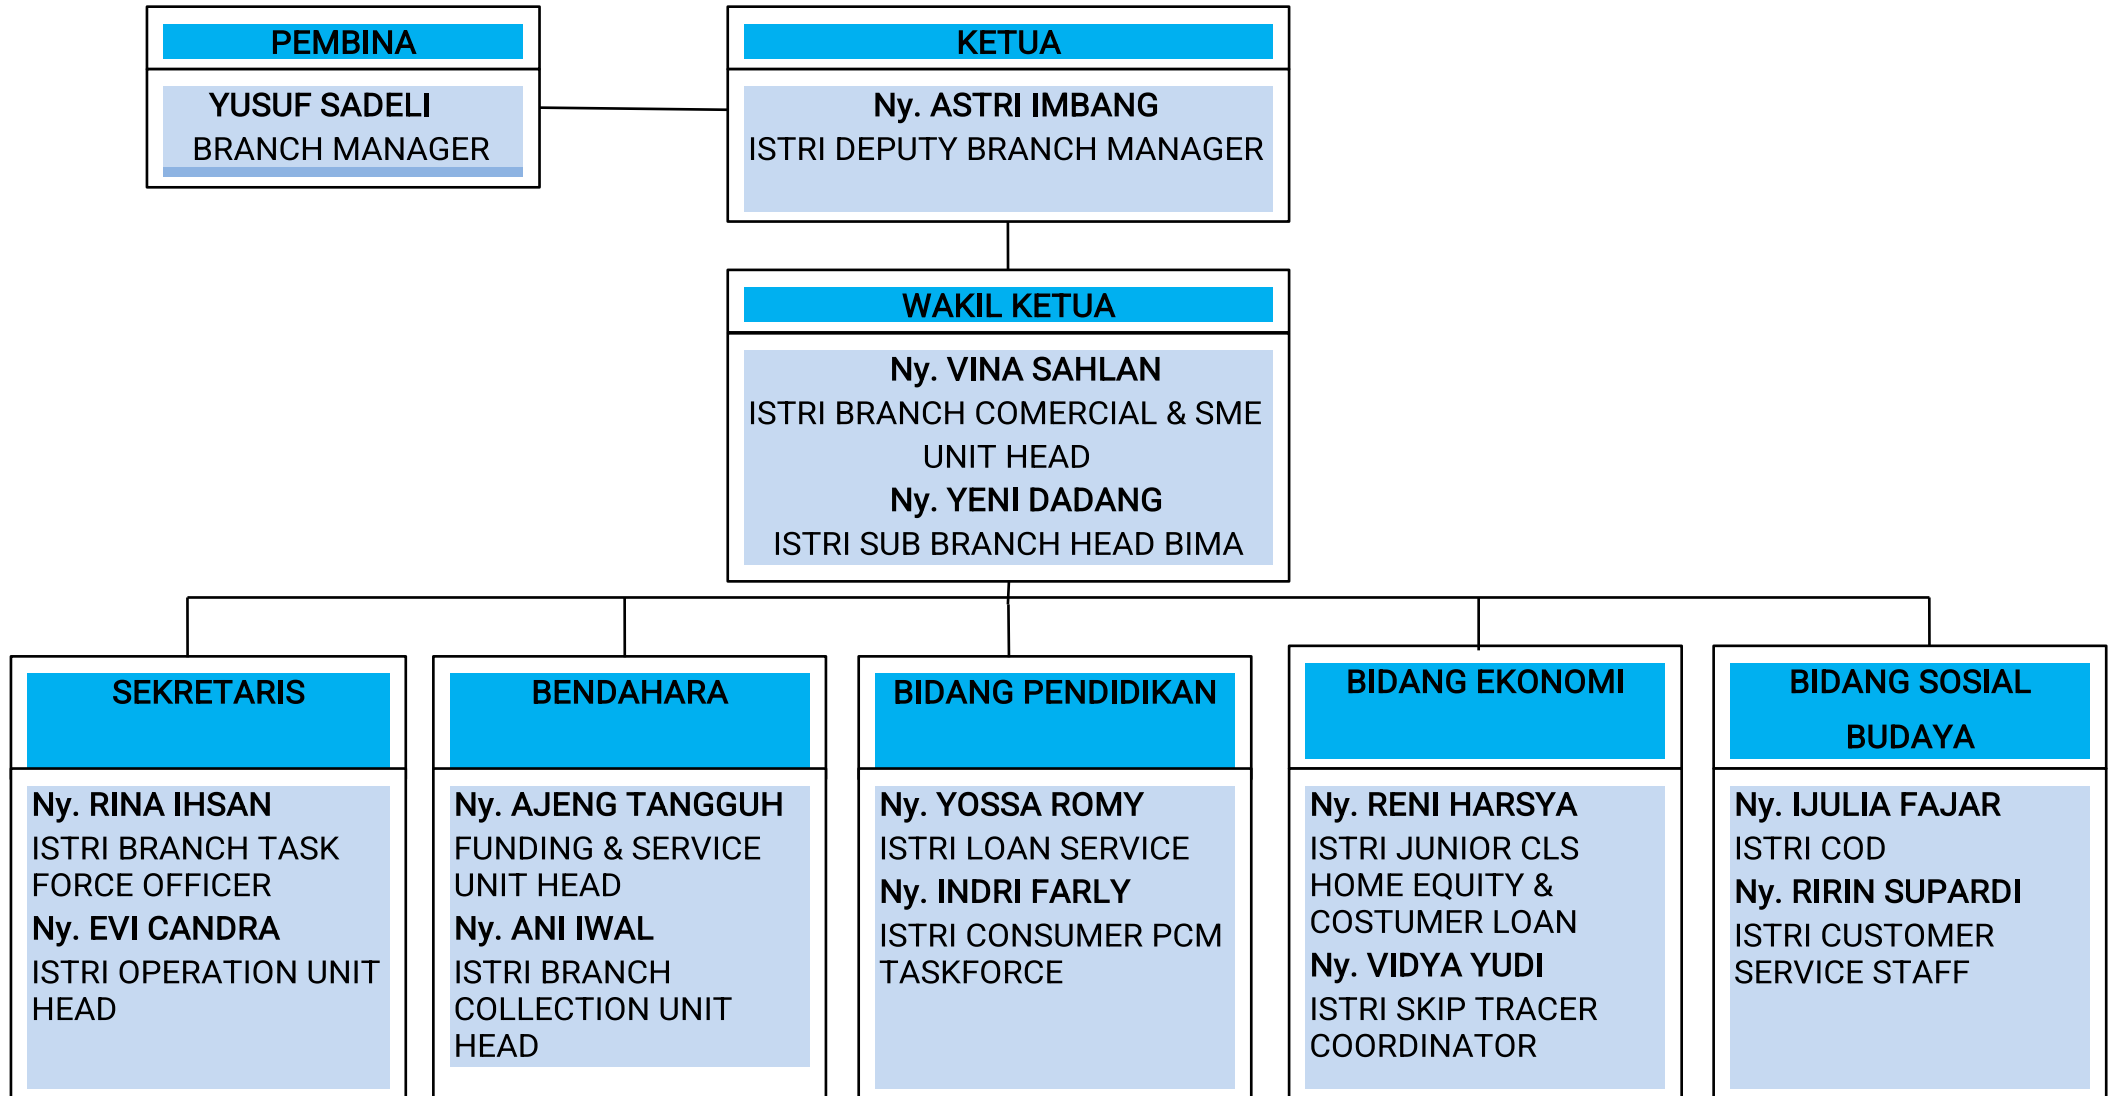 PEMBINA
YUSUF SADELI
BRANCH MANAGER
KETUA
Ny. ASTRI IMBANG
ISTRI DEPUTY BRANCH MANAGER
WAKIL KETUA
Ny. VINA SAHLAN
ISTRI BRANCH COMERCIAL & SME
UNIT HEAD
Ny. YENI DADANG
ISTRI SUB BRANCH HEAD BIMA
SEKRETARIS
Ny. RINA IHSAN
ISTRI BRANCH TASK
FORCE OFFICER
Ny. EVI CANDRA
ISTRI OPERATION UNIT
HEAD
BENDAHARA
Ny. AJENG TANGGUH
FUNDING & SERVICE
UNIT HEAD
Ny. ANI IWAL
ISTRI BRANCH
COLLECTION UNIT
HEAD
BIDANG PENDIDIKAN
Ny. YOSSA ROMY
ISTRI LOAN SERVICE
Ny. INDRI FARLY
ISTRI CONSUMER PCM
TASKFORCE
BIDANG EKONOMI
Ny. RENI HARSYA
ISTRI JUNIOR CLS
HOME EQUITY &
COSTUMER LOAN
Ny. VIDYA YUDI
ISTRI SKIP TRACER
COORDINATOR
BIDANG SOSIAL
BUDAYA
Ny. IJULIA FAJAR
ISTRI COD
Ny. RIRIN SUPARDI
ISTRI CUSTOMER
SERVICE STAFF